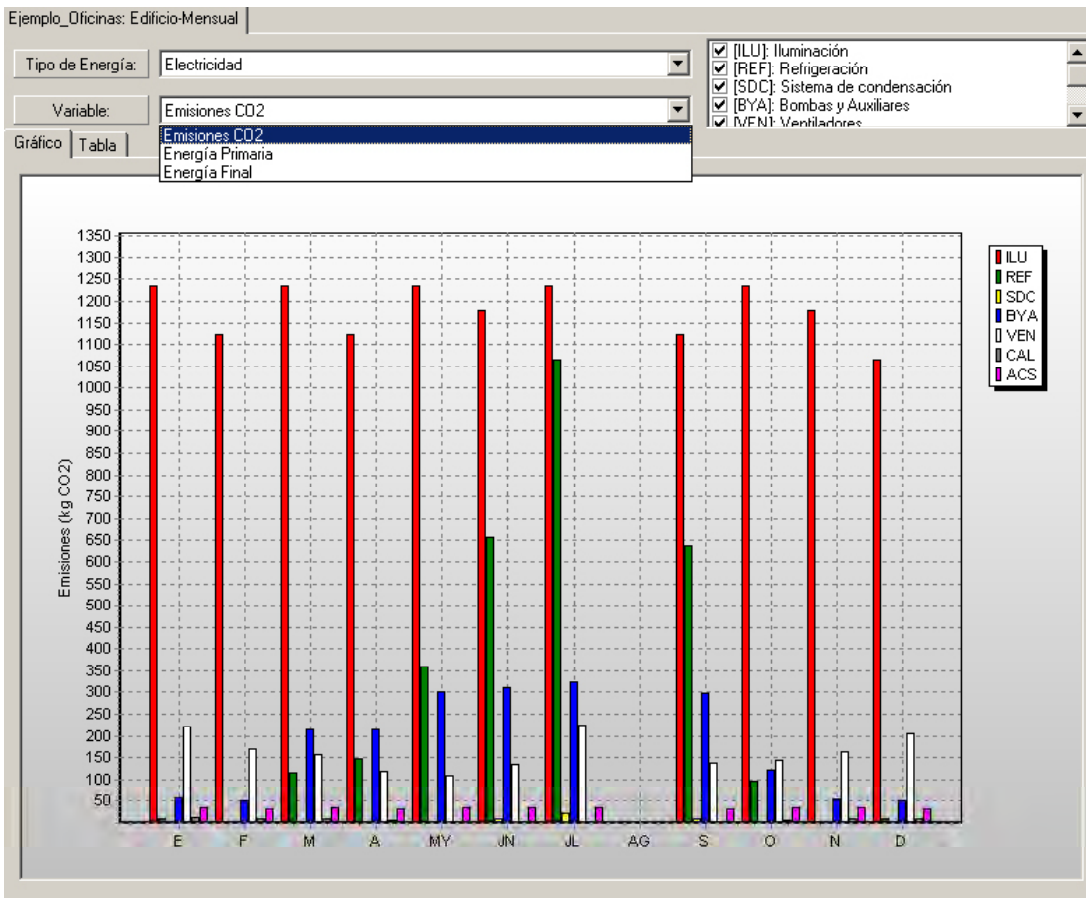 Ejemplo_Oficinas: Edificio-Mensual
Tipo de Energía:
Electricidad
Variable:
Emisiones CO2
Emisiones CO2
Energía Primaria
Energía Final
[ILU]: Iluminación
[REF]: Refrigeración
[SDC]: Sistema de condensación
[BYA]: Bombas y Auxiliares
[VEN]: Ventiladores
Gráfico
Tabla
1350
1300
1250
1200
1150
1100
1050
1000
950
900
850
800
750
700
650
600
550
500
450
400
350
300
250
200
150
100
50
Emisiones (kg CO2)
E
F
M
A
MY
JN
JL
AG
S
O
N
D
ILU
REF
SDC
BYA
VEN
CAL
ACS